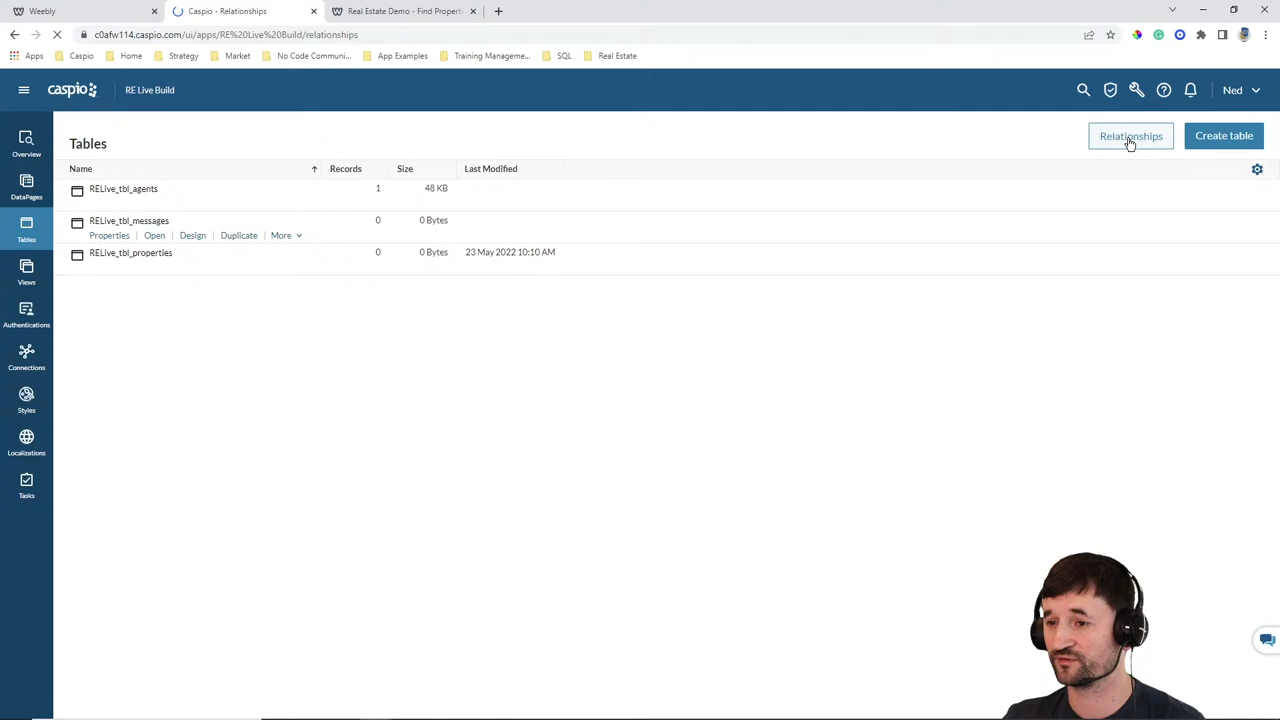 Weebly
Caspio - Relationships
Real Estate Demo - Find Properti
c0afw114.caspio.com/ui/apps/RE%20Live%20Build/relationships
Apps
Caspio
Home
Strategy
Market
No Code Communi...
App Examples
Training Manageme...
SQL
Real Estate
caspio
RE Live Build
Ned
Overview
DataPages
Tables
Views
Authentications
Connections
Styles
Localizations
Tasks
Tables
Relationships
Create table
Name Records Size Last Modified
RELive_tbl_agents 1 48 KB
RELive_tbl_messages 0 0 Bytes
Properties Open Design Duplicate More
RELive_tbl_properties 0 0 Bytes 23 May 2022 10:10 AM